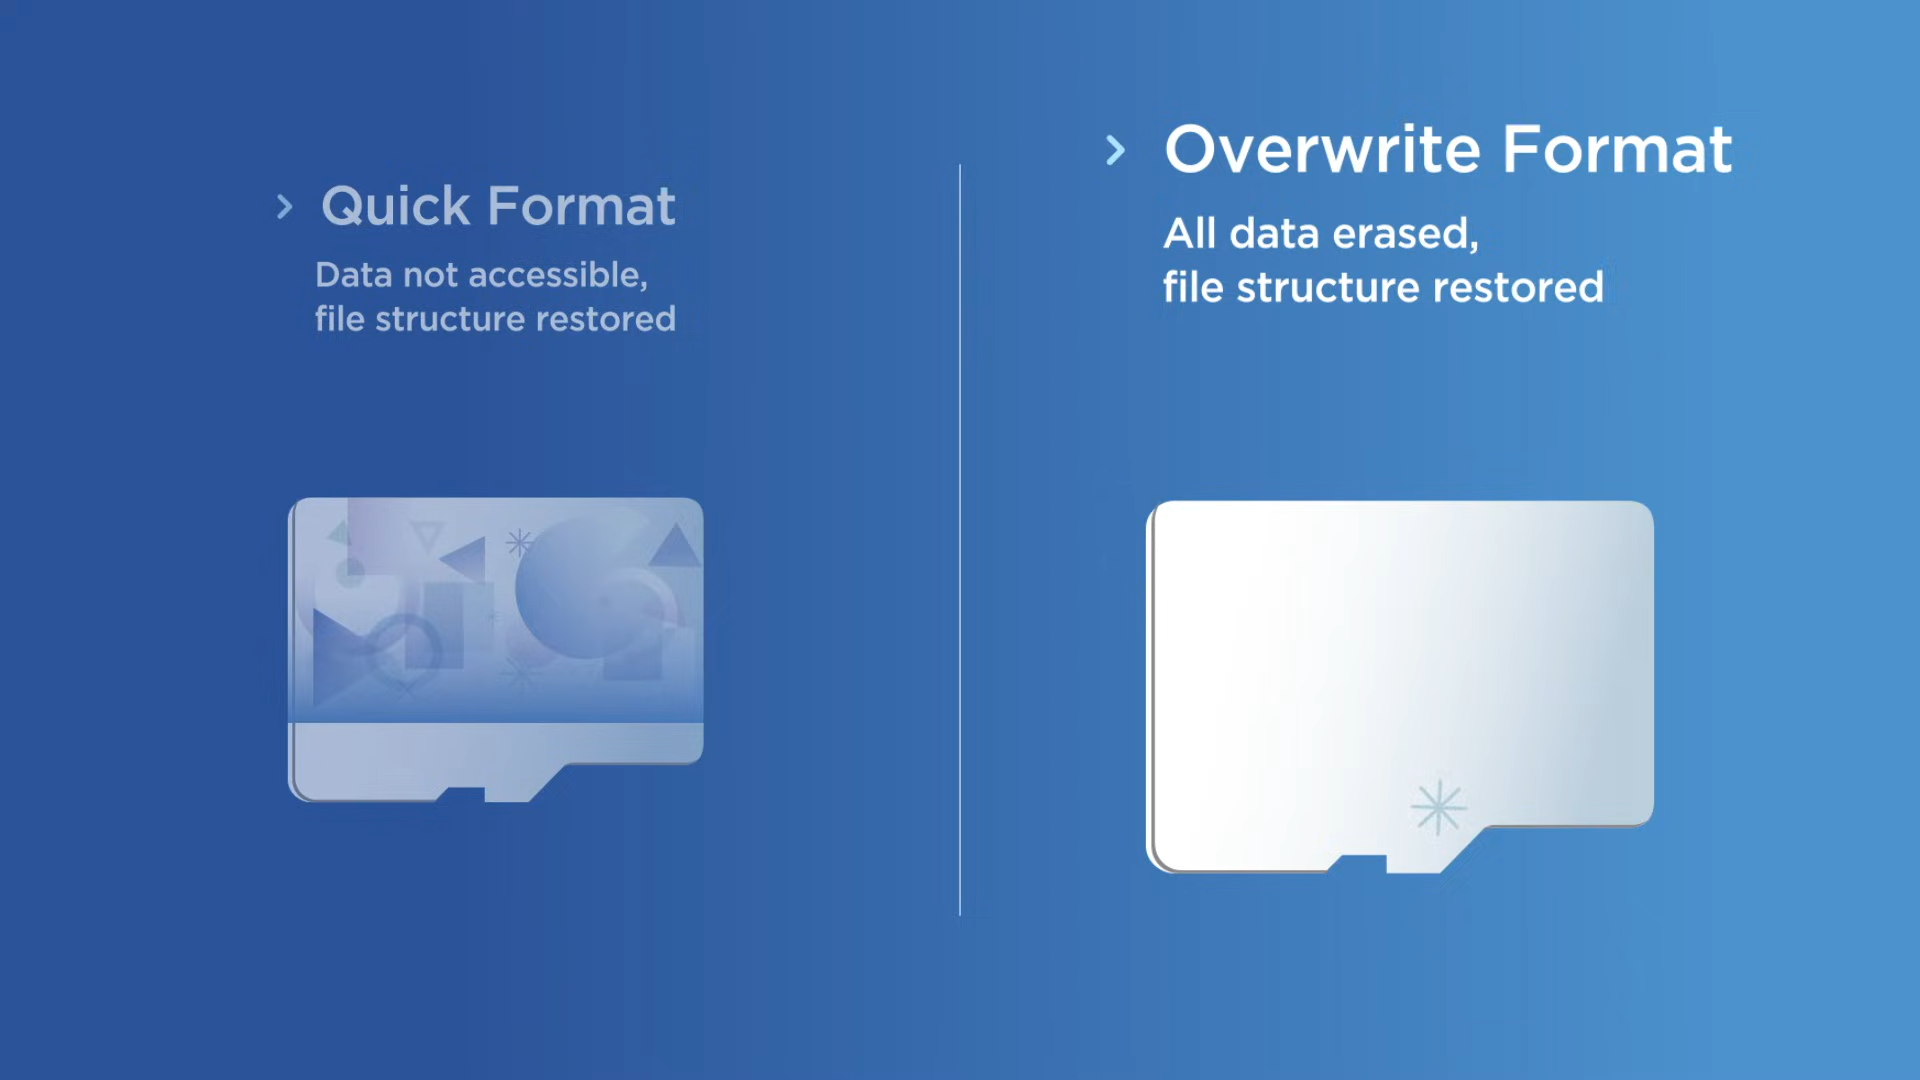 Quick Format
Data not accessible,
file structure restored
Overwrite Format
All data erased,
file structure restored